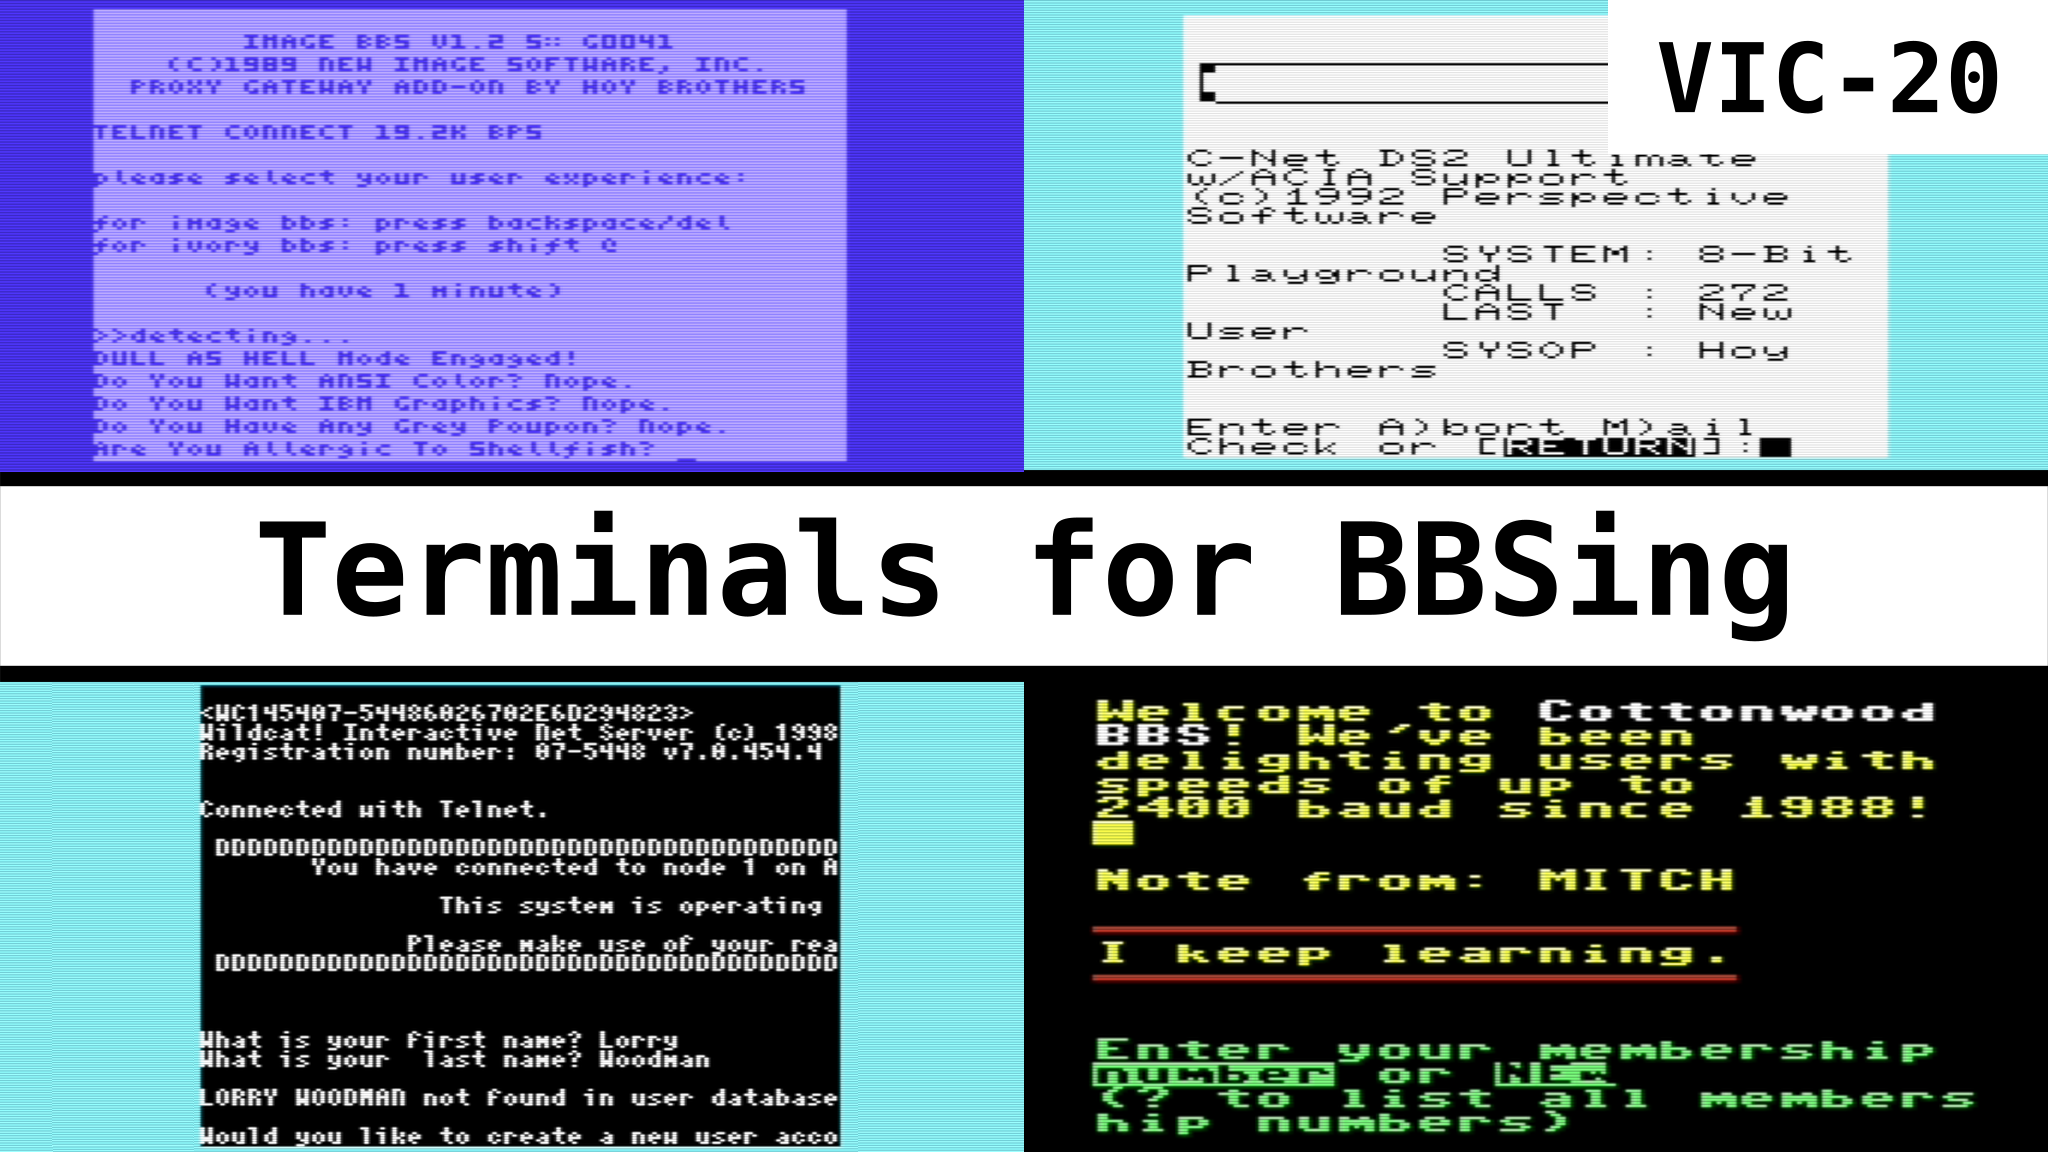 IMAGE BBS V1.2 S:: G0041
(C)1989 NEW IMAGE SOFTWARE, INC.
PROXY GATEWAY ADD-ON BY HOY BROTHERS
TELNET CONNECT 19.2K BPS
please select your user experience:
for image bbs: press backspace/del
for ivory bbs: press shift Q
(you have 1 minute)
>>detecting...
DULL AS HELL Mode Engaged!
Do You Want ANSI Color? Nope.
Do You Want IBM Graphics? Nope.
Do You Have Any Grey Poupon? Nope.
Are You Allergic To Shellfish?
VIC-20
C-Net DS2 Ultimate
w/ACIA Support
(c)1992 Perspective
Software
SYSTEM: 8-Bit
Playground
CALLS : 272
LAST : New
User
SYSOP : Hoy
Brothers
Enter A)bort M)ail
Check or [RETURN]:
Terminals for BBSing
<WC145407-54486026702E6D294823>
Wildcat! Interactive Net Server (c) 1998
Registration number: 07-5448 v7.0.454.4
Connected with Telnet.
DDDDDDDDDDDDDDDDDDDDDDDDDDDDDDDDDDDDDDD
You have connected to node 1 on A
This system is operating
Please make use of your rea
DDDDDDDDDDDDDDDDDDDDDDDDDDDDDDDDDDDDDDD
What is your first name? Lorry
What is your last name? Woodman
LORRY WOODMAN not found in user database
Would you like to create a new user acco
Welcome to Cottonwood
BBS! We've been
delighting users with
speeds of up to
2400 baud since 1988!
Note from: MITCH
I keep learning.
Enter your membership
number or NEW
(? to list all members
hip numbers)